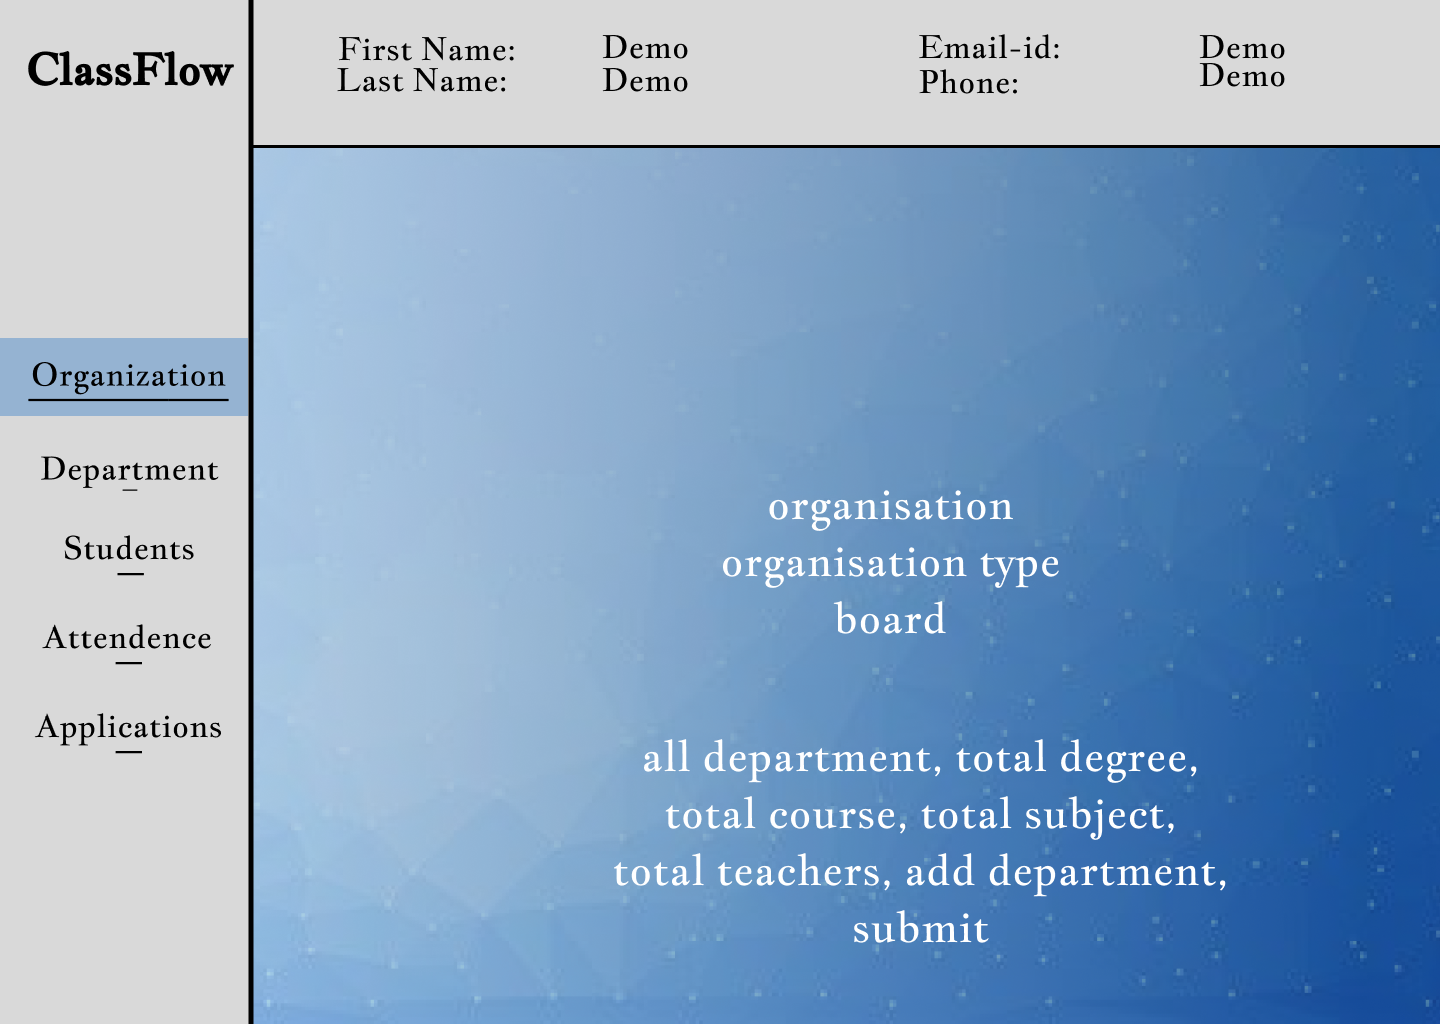 ClassFlow
First Name: Demo
Last Name: Demo
Email-id: Demo
Phone: Demo
Organization
Department
Students
Attendence
Applications
organisation
organisation type
board
all department, total degree,
total course, total subject,
total teachers, add department,
submit